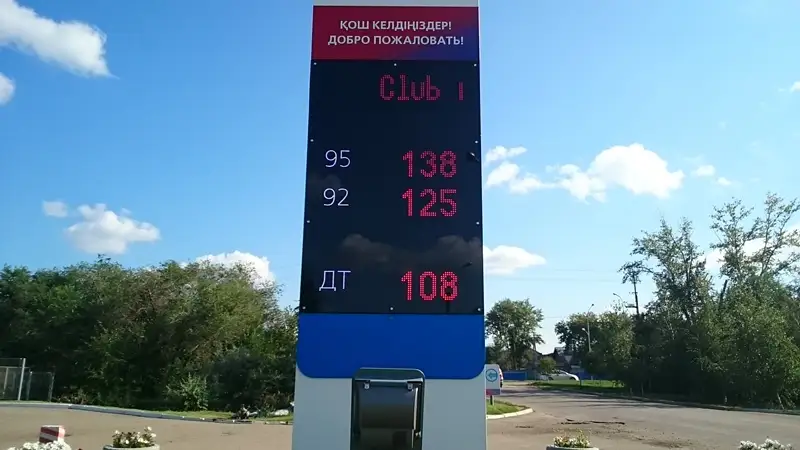 ҚОШ КЕЛДІҢІЗДЕР!
ДОБРО ПОЖАЛОВАТЬ!
Club
95 138
92 125
ДТ 108